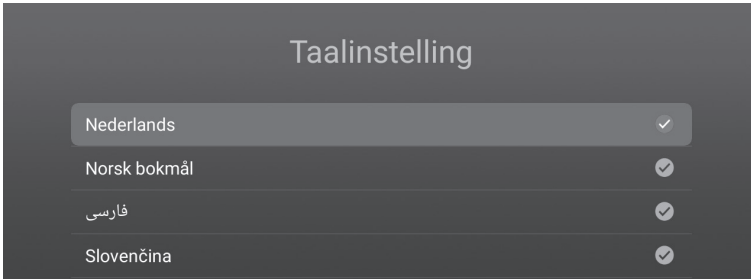 Taalinstelling
Nederlands
Norsk bokmål
فارسی
Slovenčina